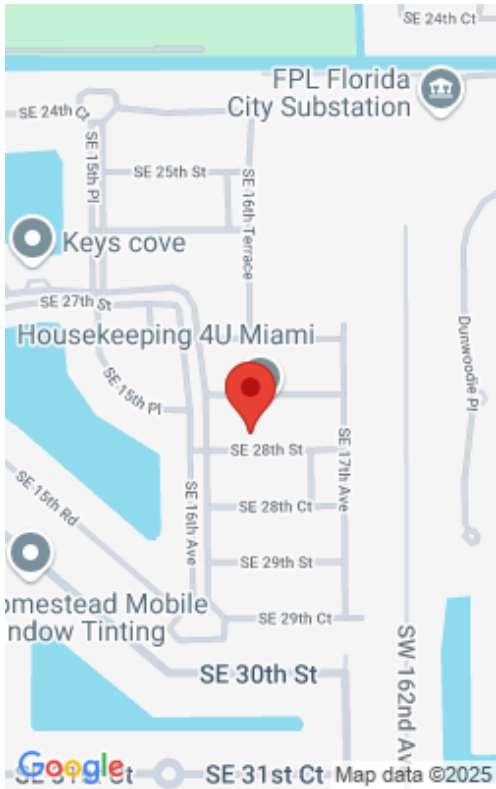 SE 24th Ct
FPL Florida
City Substation
SE 24th Ct
SE 15th Pl
SE 25th St
SE 16th Terrace
Keys cove
SE 27th St
Housekeeping 4U Miami
Dunwoodie Pl
SE 15th Pl
SE 28th St
SE 17th Ave
SE 15th Rd
SE 16th Ave
SE 28th Ct
SE 29th St
omestead Mobile
ndow Tinting
SE 29th Ct
SW 162nd Av
SE 30th St
Google
SE 31st Ct
SE 31st Ct
Map data ©2025